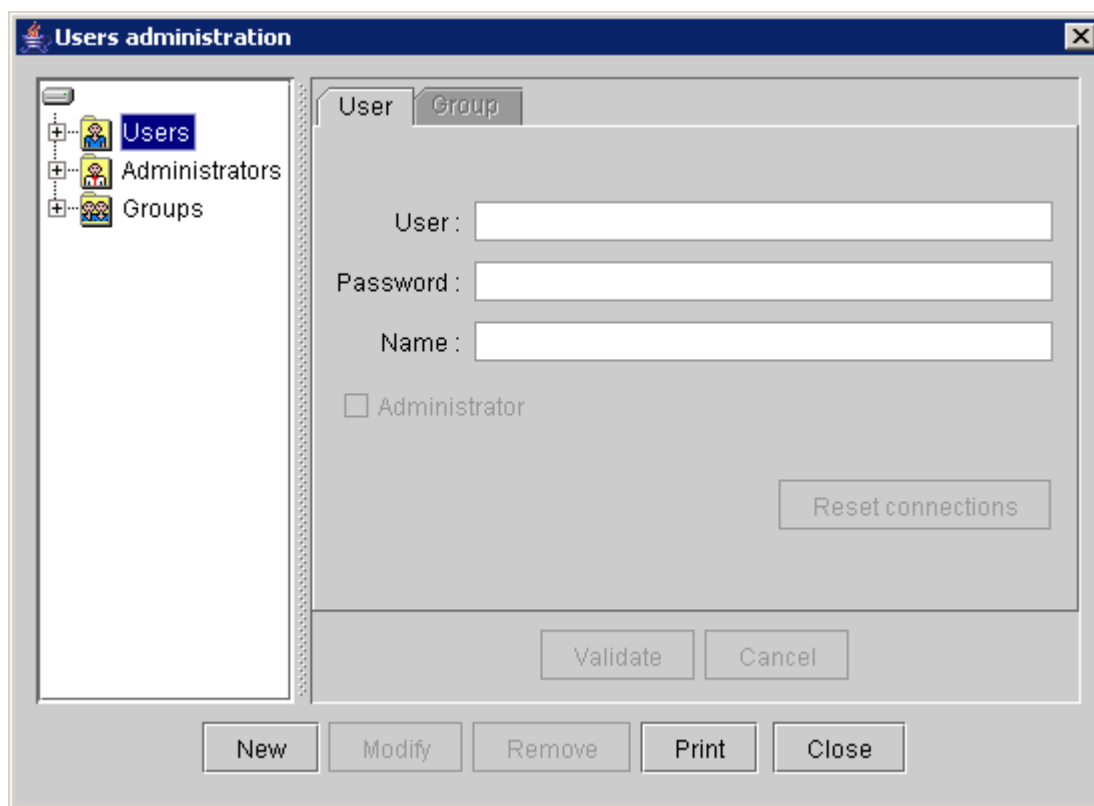 Users administration
Users
Administrators
Groups
User Group
User :
Password :
Name :
Administrator
Reset connections
Validate Cancel
New Modify Remove Print Close